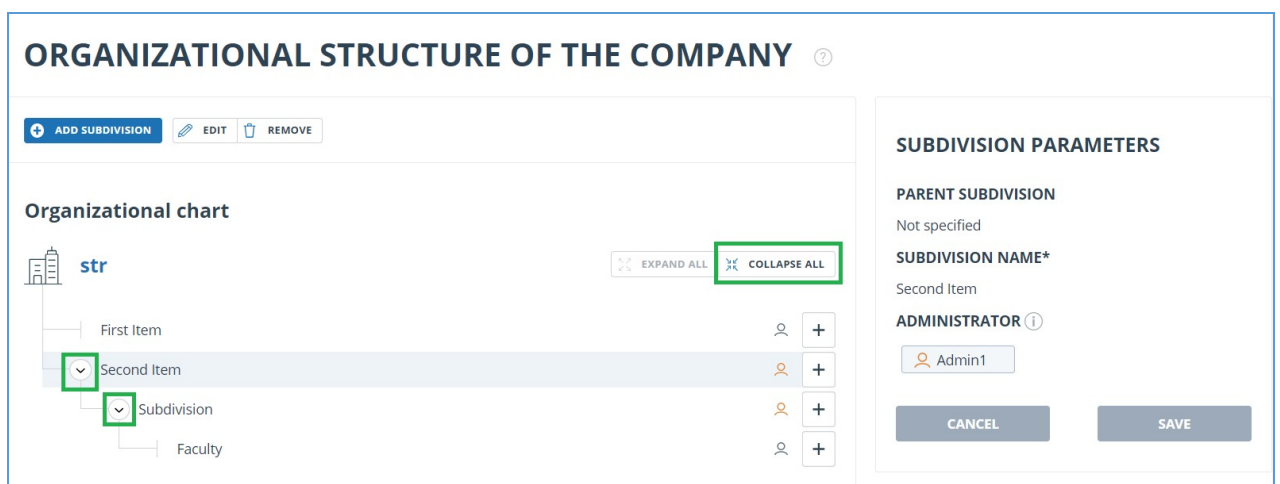 ORGANIZATIONAL STRUCTURE OF THE COMPANY ?
ADD SUBDIVISION EDIT REMOVE
Organizational chart
str
EXPAND ALL COLLAPSE ALL
First Item
Second Item
Subdivision
Faculty
SUBDIVISION PARAMETERS
PARENT SUBDIVISION
Not specified
SUBDIVISION NAME*
Second Item
ADMINISTRATOR i
Admin1
CANCEL SAVE